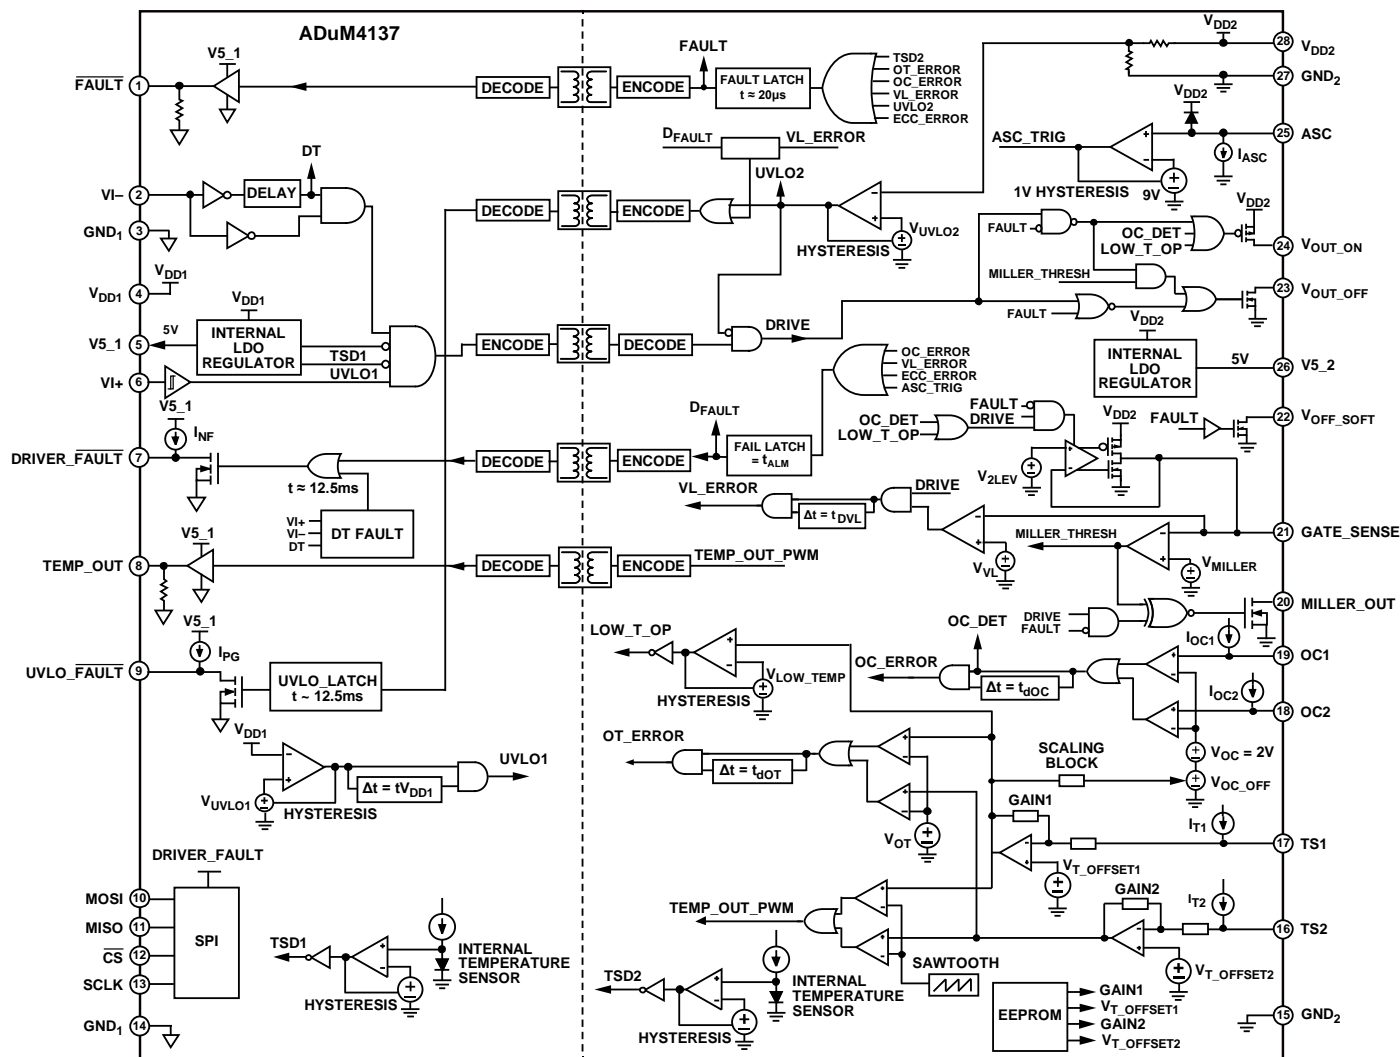 ADuM4137
V5_1
FAULT
1
DECODE
ENCODE
FAULT
FAULT LATCH
t ≈ 20µs
TSD2
OT_ERROR
OC_ERROR
VL_ERROR
UVLO2
ECC_ERROR
VDD2
28
VDD2
27
GND2
VDD2
25
ASC
ASC_TRIG
IASC
1V HYSTERESIS
9V
DFAULT
VL_ERROR
UVLO2
DT
VI–
2
DELAY
DECODE
ENCODE
HYSTERESIS
VUVLO2
GND1
3
VDD1
VDD1
4
FAULT
OC_DET
LOW_T_OP
VDD2
24
VOUT_ON
MILLER_THRESH
23
VOUT_OFF
FAULT
VDD1
5V
V5_1
5
INTERNAL
LDO
REGULATOR
TSD1
UVLO1
VI+
6
ENCODE
DECODE
DRIVE
VDD2
INTERNAL
LDO
REGULATOR
5V
26
V5_2
OC_ERROR
VL_ERROR
ECC_ERROR
ASC_TRIG
V5_1
INF
DRIVER_FAULT
7
t ≈ 12.5ms
DECODE
ENCODE
DFAULT
FAIL LATCH
= tALM
FAULT
DRIVE
OC_DET
LOW_T_OP
VDD2
V2LEV
FAULT
22
VOFF_SOFT
VI+
VI–
DT
DT FAULT
VL_ERROR
Δt = tDVL
DRIVE
VVL
MILLER_THRESH
VMILLER
21
GATE_SENSE
V5_1
TEMP_OUT
8
DECODE
ENCODE
TEMP_OUT_PWM
20
MILLER_OUT
DRIVE
FAULT
V5_1
IPG
UVLO_FAULT
9
UVLO_LATCH
t ~ 12.5ms
LOW_T_OP
HYSTERESIS
VLOW_TEMP
OC_DET
OC_ERROR
Δt = tdOC
IOC1
19
OC1
IOC2
18
OC2
VOC = 2V
VOC_OFF
SCALING
BLOCK
VDD1
VUVLO1
HYSTERESIS
Δt = tVDD1
UVLO1
OT_ERROR
Δt = tdOT
VOT
GAIN1
IT1
17
TS1
VT_OFFSET1
DRIVER_FAULT
MOSI
10
MISO
11
CS
12
SCLK
13
SPI
GND1
14
TSD1
HYSTERESIS
INTERNAL
TEMPERATURE
SENSOR
TEMP_OUT_PWM
GAIN2
IT2
16
TS2
VT_OFFSET2
SAWTOOTH
TSD2
HYSTERESIS
INTERNAL
TEMPERATURE
SENSOR
EEPROM
GAIN1
VT_OFFSET1
GAIN2
VT_OFFSET2
15
GND2